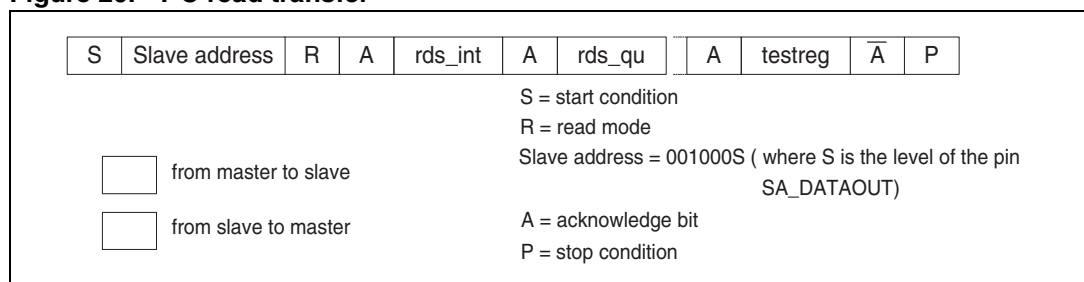 S Slave address R A rds_int A rds_qu A testreg A̅ P
S = start condition
R = read mode
Slave address = 001000S ( where S is the level of the pin
SA_DATAOUT)
from master to slave
from slave to master
A = acknowledge bit
P = stop condition